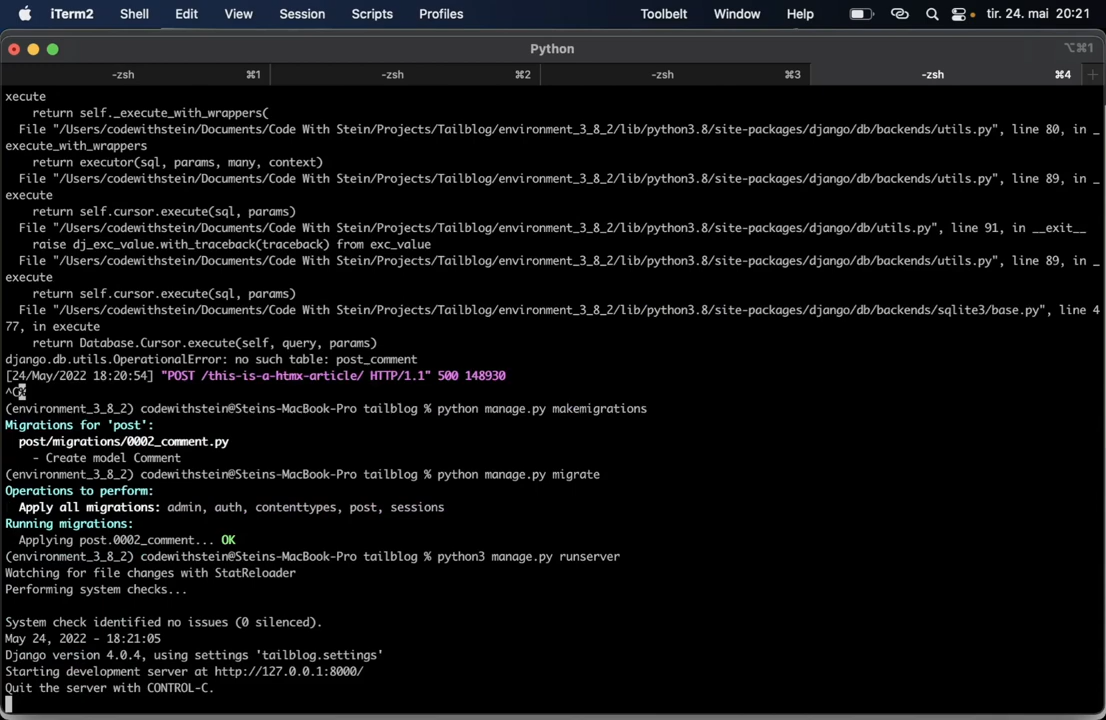 iTerm2 Shell Edit View Session Scripts Profiles Toolbelt Window Help tir. 24. mai 20:21
Python ⌥⌘1
-zsh ⌘1 -zsh ⌘2 -zsh ⌘3 -zsh ⌘4 +
xecute
    return self._execute_with_wrappers(
  File "/Users/codewithstein/Documents/Code With Stein/Projects/Tailblog/environment_3_8_2/lib/python3.8/site-packages/django/db/backends/utils.py", line 80, in _
execute_with_wrappers
    return executor(sql, params, many, context)
  File "/Users/codewithstein/Documents/Code With Stein/Projects/Tailblog/environment_3_8_2/lib/python3.8/site-packages/django/db/backends/utils.py", line 89, in _
execute
    return self.cursor.execute(sql, params)
  File "/Users/codewithstein/Documents/Code With Stein/Projects/Tailblog/environment_3_8_2/lib/python3.8/site-packages/django/db/utils.py", line 91, in __exit__
    raise dj_exc_value.with_traceback(traceback) from exc_value
  File "/Users/codewithstein/Documents/Code With Stein/Projects/Tailblog/environment_3_8_2/lib/python3.8/site-packages/django/db/backends/utils.py", line 89, in _
execute
    return self.cursor.execute(sql, params)
  File "/Users/codewithstein/Documents/Code With Stein/Projects/Tailblog/environment_3_8_2/lib/python3.8/site-packages/django/db/backends/sqlite3/base.py", line 4
77, in execute
    return Database.Cursor.execute(self, query, params)
django.db.utils.OperationalError: no such table: post_comment
[24/May/2022 18:20:54] "POST /this-is-a-htmx-article/ HTTP/1.1" 500 148930
^C%
(environment_3_8_2) codewithstein@Steins-MacBook-Pro tailblog % python manage.py makemigrations
Migrations for 'post':
  post/migrations/0002_comment.py
    - Create model Comment
(environment_3_8_2) codewithstein@Steins-MacBook-Pro tailblog % python manage.py migrate
Operations to perform:
  Apply all migrations: admin, auth, contenttypes, post, sessions
Running migrations:
  Applying post.0002_comment... OK
(environment_3_8_2) codewithstein@Steins-MacBook-Pro tailblog % python3 manage.py runserver
Watching for file changes with StatReloader
Performing system checks...

System check identified no issues (0 silenced).
May 24, 2022 - 18:21:05
Django version 4.0.4, using settings 'tailblog.settings'
Starting development server at http://127.0.0.1:8000/
Quit the server with CONTROL-C.